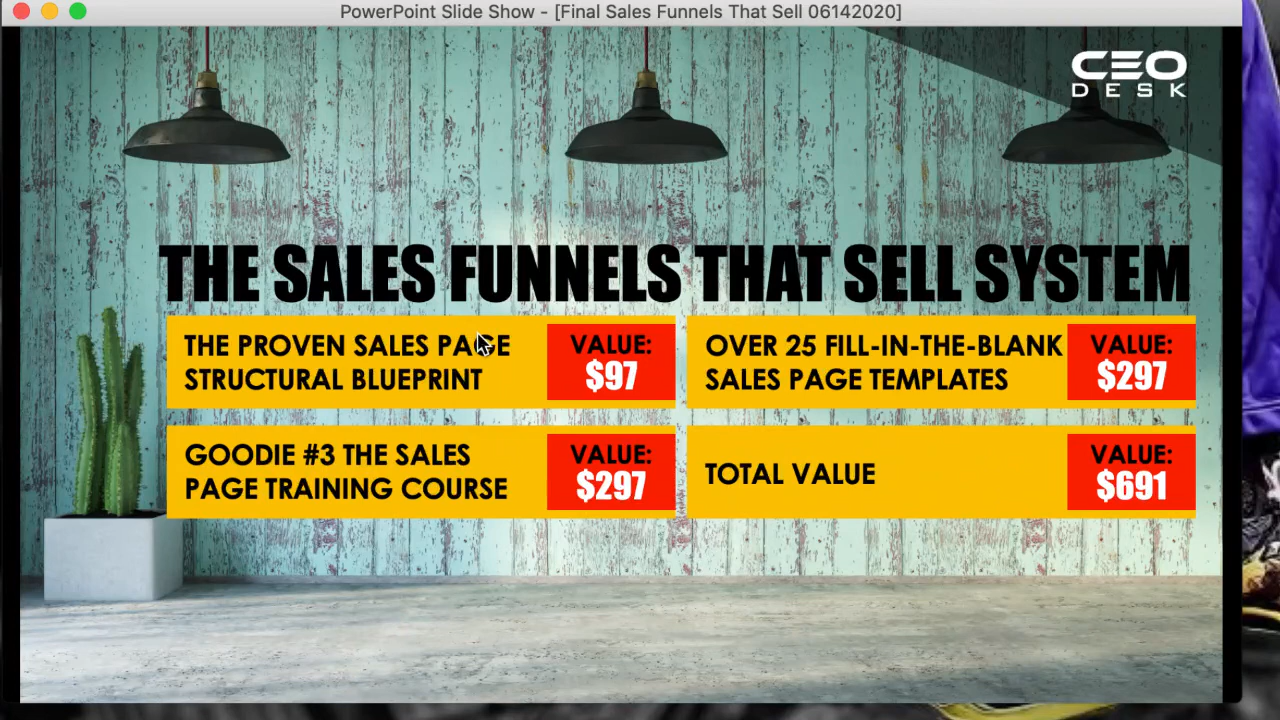 PowerPoint Slide Show - [Final Sales Funnels That Sell 06142020]
CEO
DESK
THE SALES FUNNELS THAT SELL SYSTEM
THE PROVEN SALES PAGE
STRUCTURAL BLUEPRINT
VALUE:
$97
OVER 25 FILL-IN-THE-BLANK
SALES PAGE TEMPLATES
VALUE:
$297
GOODIE #3 THE SALES
PAGE TRAINING COURSE
VALUE:
$297
TOTAL VALUE
VALUE:
$691